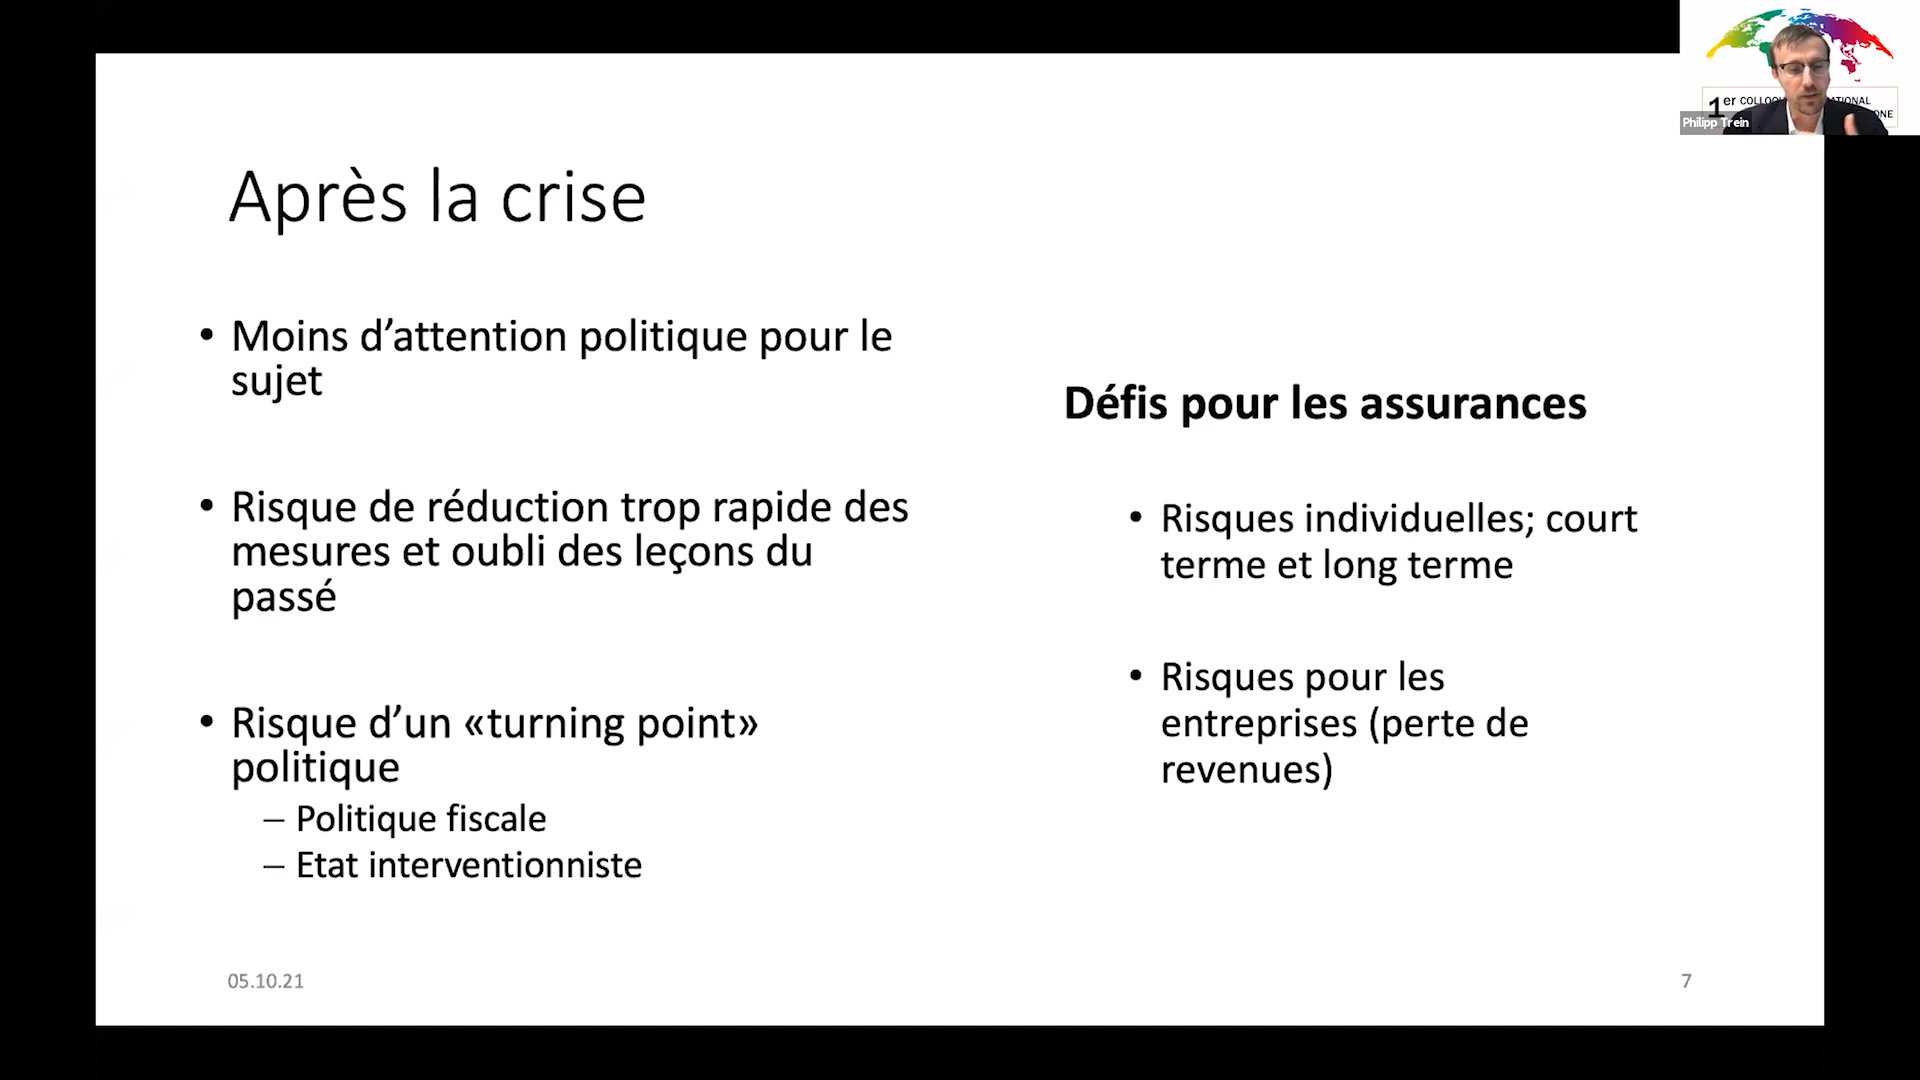 Après la crise
• Moins d’attention politique pour le
sujet
• Risque de réduction trop rapide des
mesures et oubli des leçons du
passé
• Risque d’un «turning point»
politique
– Politique fiscale
– Etat interventionniste
Défis pour les assurances
• Risques individuelles; court
terme et long terme
• Risques pour les
entreprises (perte de
revenues)
05.10.21
7
1er
Philipp Trein